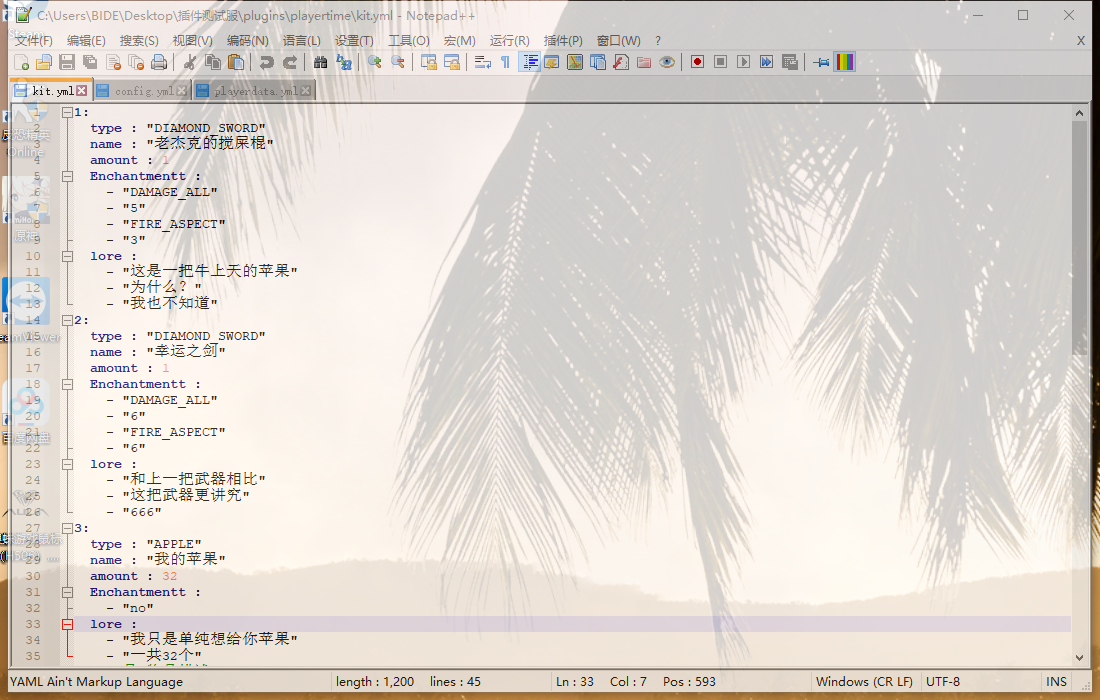 C:\Users\BIDE\Desktop\插件测试服\plugins\playertime\kit.yml - Notepad++
文件(F) 编辑(E) 搜索(S) 视图(V) 编码(N) 语言(L) 设置(T) 工具(O) 宏(M) 运行(R) 插件(P) 窗口(W) ? X
kit.yml config.yml playerdata.yml
1 1:
2 type : "DIAMOND_SWORD"
3 name : "老杰克的搅屎棍"
4 amount : 1
5 Enchantmentt :
6 - "DAMAGE_ALL"
7 - "5"
8 - "FIRE_ASPECT"
9 - "3"
10 lore :
11 - "这是一把牛上天的苹果"
12 - "为什么？"
13 - "我也不知道"
14 2:
15 type : "DIAMOND_SWORD"
16 name : "幸运之剑"
17 amount : 1
18 Enchantmentt :
19 - "DAMAGE_ALL"
20 - "6"
21 - "FIRE_ASPECT"
22 - "6"
23 lore :
24 - "和上一把武器相比"
25 - "这把武器更讲究"
26 - "666"
27 3:
28 type : "APPLE"
29 name : "我的苹果"
30 amount : 32
31 Enchantmentt :
32 - "no"
33 lore :
34 - "我只是单纯想给你苹果"
35 - "一共32个"
YAML Ain't Markup Language length : 1,200 lines : 45 Ln : 33 Col : 7 Pos : 593 Windows (CR LF) UTF-8 INS